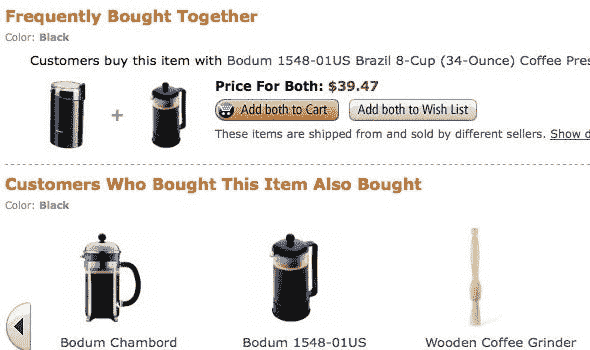 Frequently Bought Together
Color: Black
Customers buy this item with Bodum 1548-01US Brazil 8-Cup (34-Ounce) Coffee Pres
+
Price For Both: $39.47
Add both to Cart
Add both to Wish List
These items are shipped from and sold by different sellers. Show d
Customers Who Bought This Item Also Bought
Color: Black
Bodum Chambord
Bodum 1548-01US
Wooden Coffee Grinder